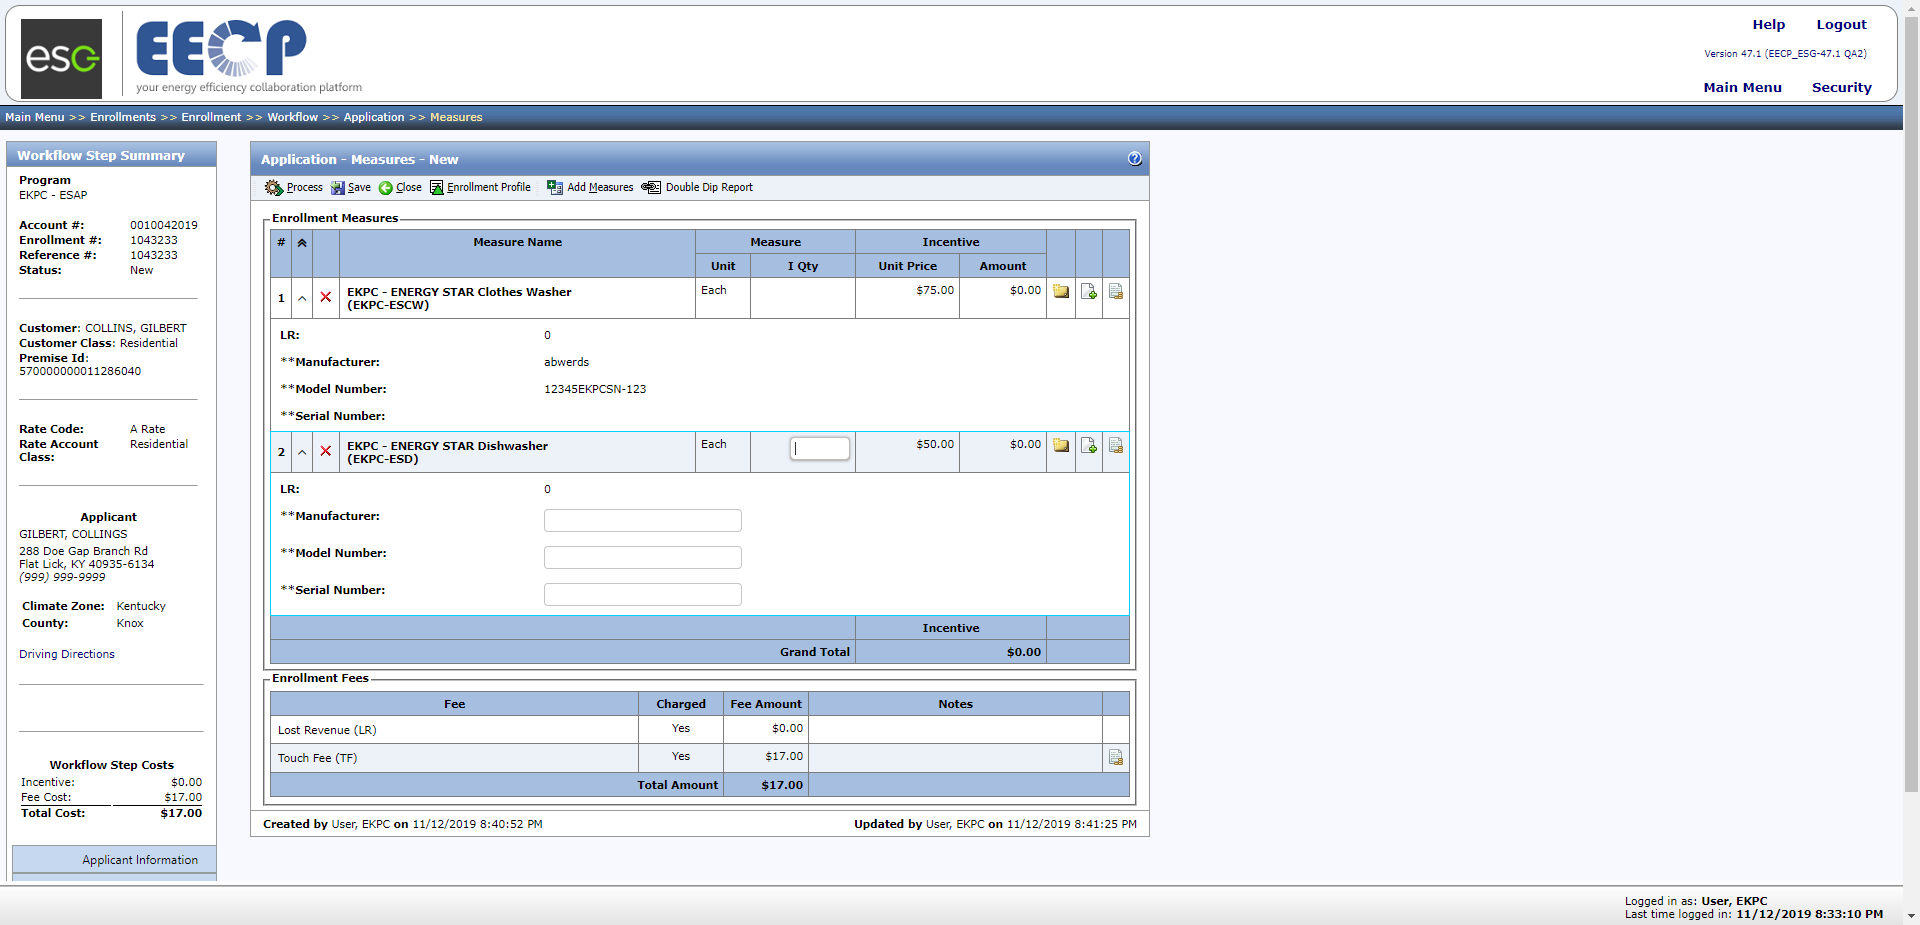 esg
EECP
your energy efficiency collaboration platform
Help Logout
Version 47.1 (EECP_ESG-47.1 QA2)
Main Menu Security
Main Menu >> Enrollments >> Enrollment >> Workflow >> Application >> Measures
Workflow Step Summary
Program
EKPC - ESAP
Account #: 0010042019
Enrollment #: 1043233
Reference #: 1043233
Status: New
Customer: COLLINS, GILBERT
Customer Class: Residential
Premise Id:
570000000011286040
Rate Code: A Rate
Rate Account Class: Residential
Applicant
GILBERT, COLLINGS
288 Doe Gap Branch Rd
Flat Lick, KY 40935-6134
(999) 999-9999
Climate Zone: Kentucky
County: Knox
Driving Directions
Workflow Step Costs
Incentive: $0.00
Fee Cost: $17.00
Total Cost: $17.00
Applicant Information
Application - Measures - New
Process Save Close Enrollment Profile Add Measures Double Dip Report
Enrollment Measures
# Measure Name Measure Incentive
Unit I Qty Unit Price Amount
1 EKPC - ENERGY STAR Clothes Washer Each $75.00 $0.00
(EKPC-ESCW)
LR: 0
**Manufacturer: abwerds
**Model Number: 12345EKPCSN-123
**Serial Number:
2 EKPC - ENERGY STAR Dishwasher Each $50.00 $0.00
(EKPC-ESD)
LR: 0
**Manufacturer:
**Model Number:
**Serial Number:
Incentive
Grand Total $0.00
Enrollment Fees
Fee Charged Fee Amount Notes
Lost Revenue (LR) Yes $0.00
Touch Fee (TF) Yes $17.00
Total Amount $17.00
Created by User, EKPC on 11/12/2019 8:40:52 PM Updated by User, EKPC on 11/12/2019 8:41:25 PM
Logged in as: User, EKPC
Last time logged in: 11/12/2019 8:33:10 PM